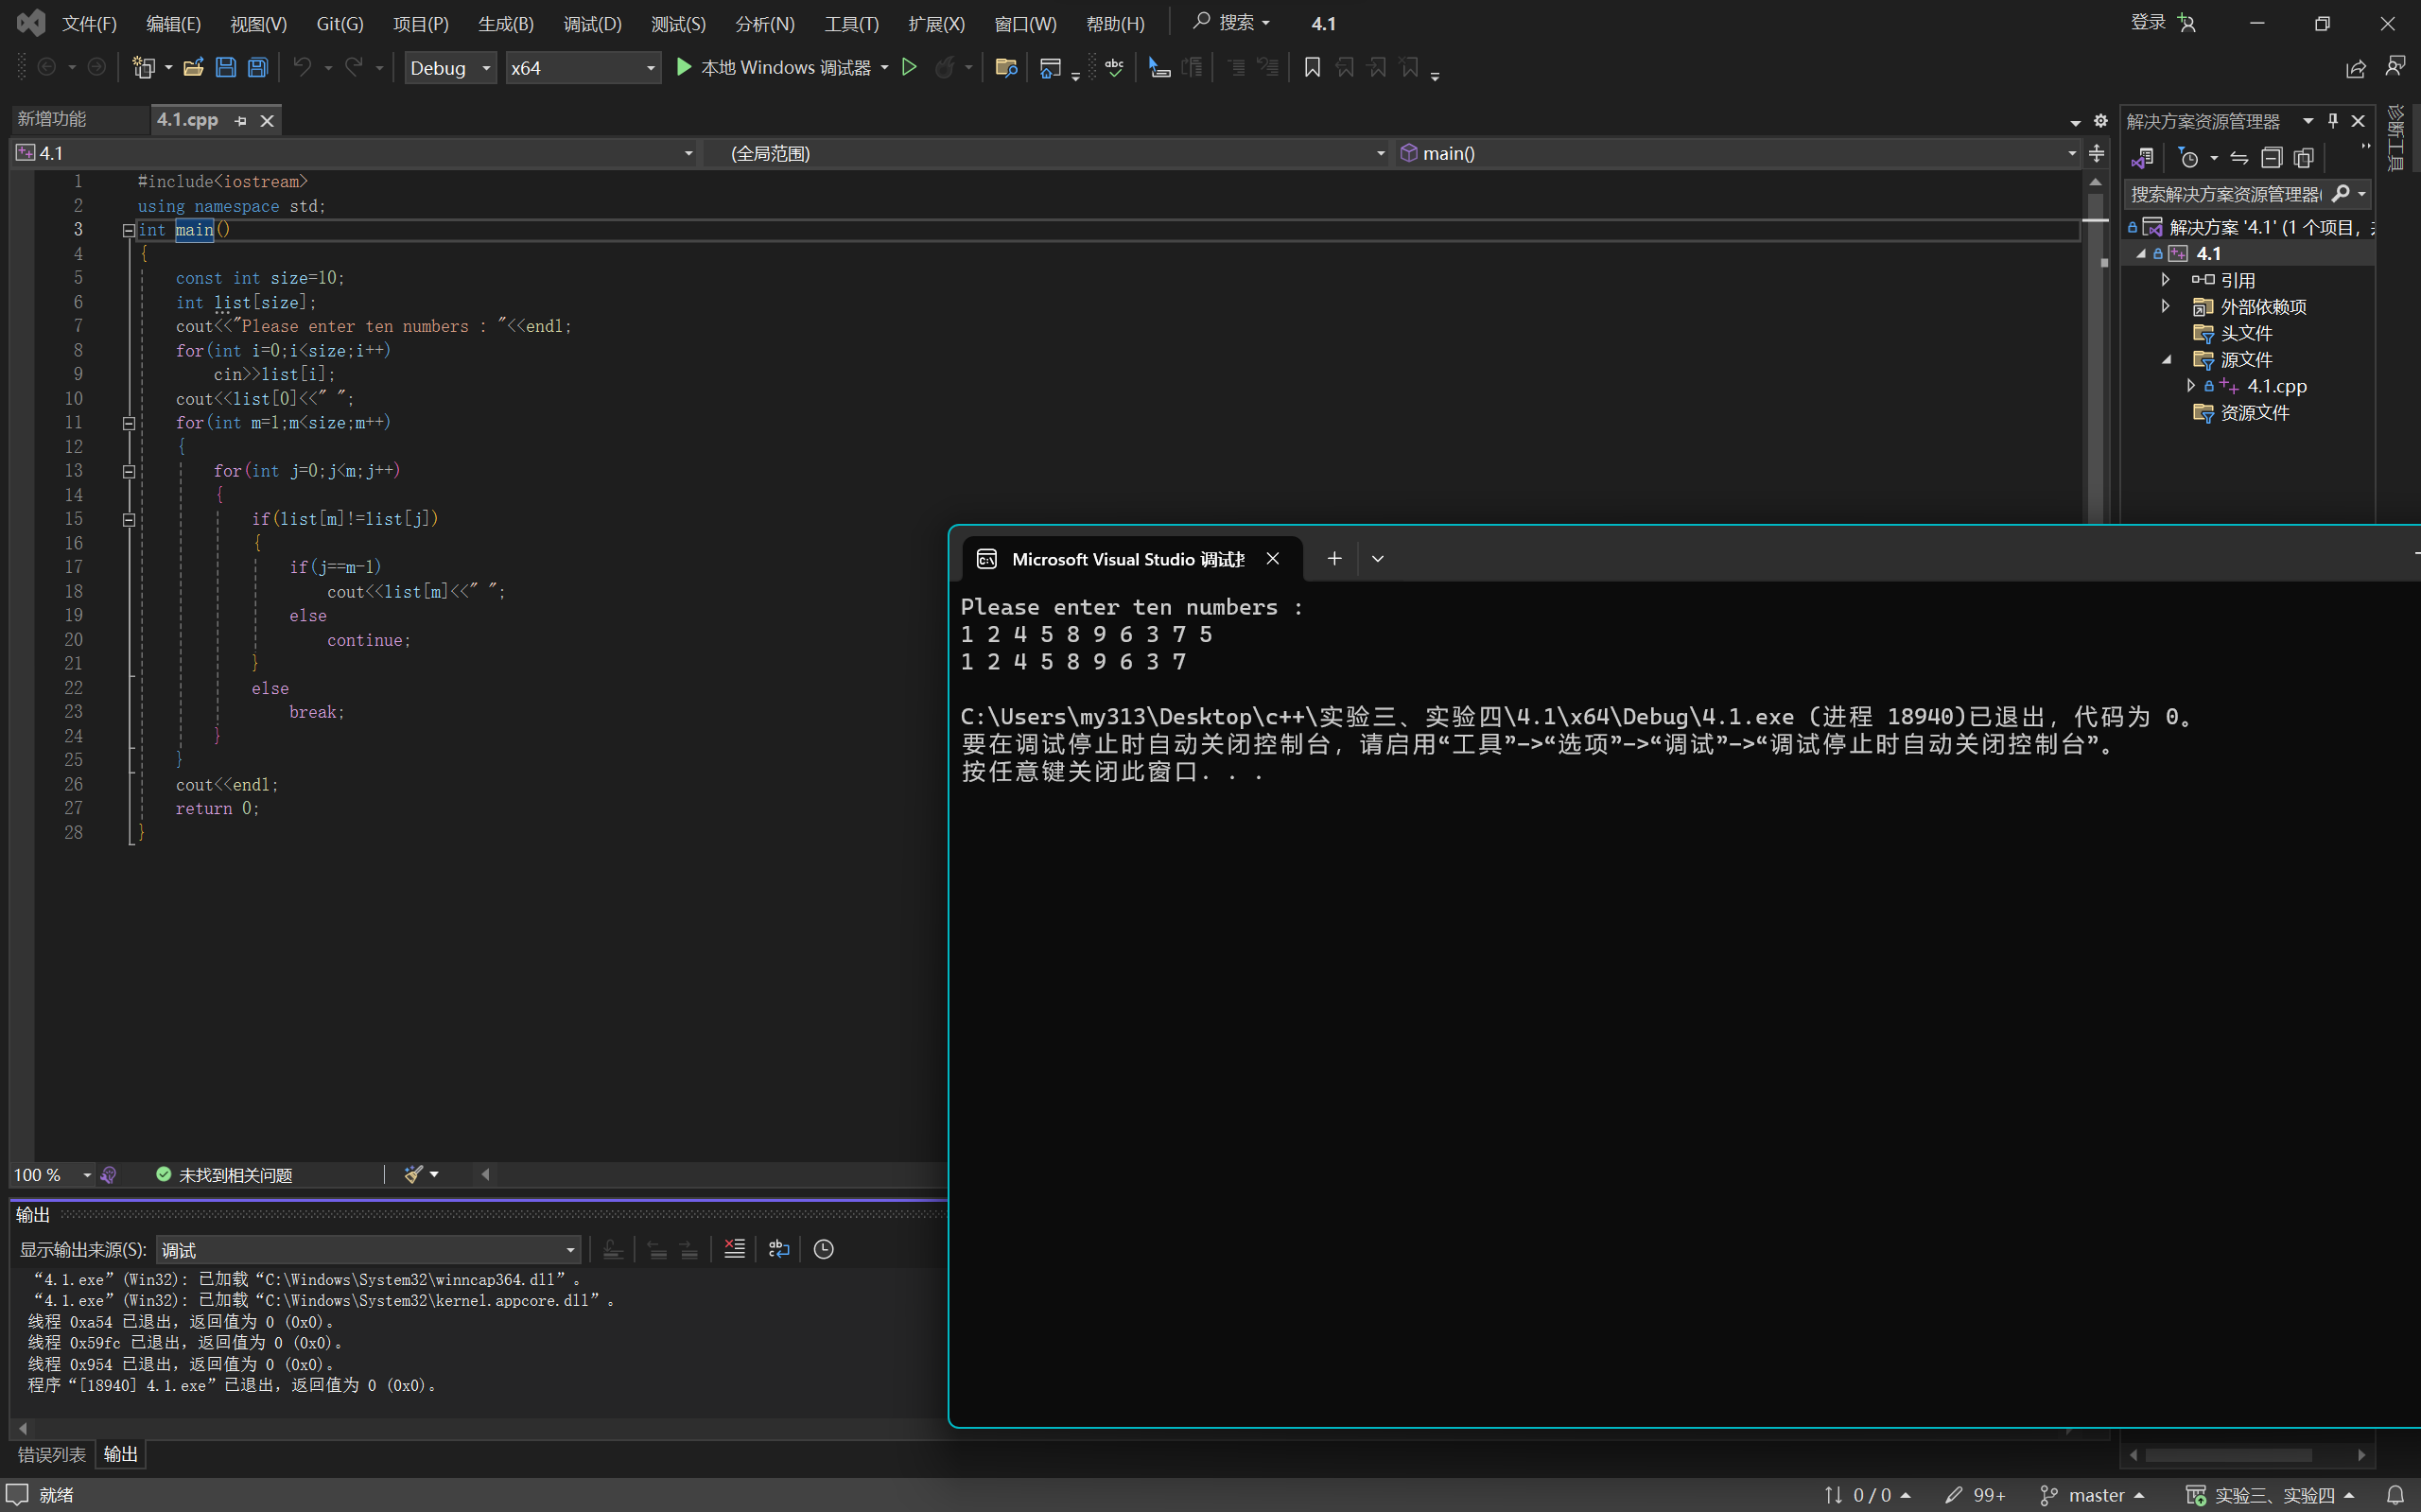 文件(F) 编辑(E) 视图(V) Git(G) 项目(P) 生成(B) 调试(D) 测试(S) 分析(N) 工具(T) 扩展(X) 窗口(W) 帮助(H) 搜索 4.1 登录
Debug x64 本地 Windows 调试器
新增功能 4.1.cpp
4.1 (全局范围) main()
1 #include<iostream>
2 using namespace std;
3 int main()
4 {
5 const int size=10;
6 int list[size];
7 cout<<"Please enter ten numbers : "<<endl;
8 for(int i=0;i<size;i++)
9 cin>>list[i];
10 cout<<list[0]<<" ";
11 for(int m=1;m<size;m++)
12 {
13 for(int j=0;j<m;j++)
14 {
15 if(list[m]!=list[j])
16 {
17 if(j==m-1)
18 cout<<list[m]<<" ";
19 else
20 continue;
21 }
22 else
23 break;
24 }
25 }
26 cout<<endl;
27 return 0;
28 }
解决方案资源管理器
搜索解决方案资源管理器(
解决方案 '4.1' (1 个项目,
4.1
引用
外部依赖项
头文件
源文件
4.1.cpp
资源文件
诊断工具
Microsoft Visual Studio 调试
Please enter ten numbers :
1 2 4 5 8 9 6 3 7 5
1 2 4 5 8 9 6 3 7
C:\Users\my313\Desktop\c++\实验三、实验四\4.1\x64\Debug\4.1.exe (进程 18940)已退出，代码为 0。
要在调试停止时自动关闭控制台，请启用“工具”->“选项”->“调试”->“调试停止时自动关闭控制台”。
按任意键关闭此窗口. . .
100 % 未找到相关问题
输出
显示输出来源(S): 调试
“4.1.exe”(Win32): 已加载“C:\Windows\System32\winncap364.dll”。
“4.1.exe”(Win32): 已加载“C:\Windows\System32\kernel.appcore.dll”。
线程 0xa54 已退出，返回值为 0 (0x0)。
线程 0x59fc 已退出，返回值为 0 (0x0)。
线程 0x954 已退出，返回值为 0 (0x0)。
程序“[18940] 4.1.exe”已退出，返回值为 0 (0x0)。
错误列表 输出
就绪 0 / 0 99+ master 实验三、实验四